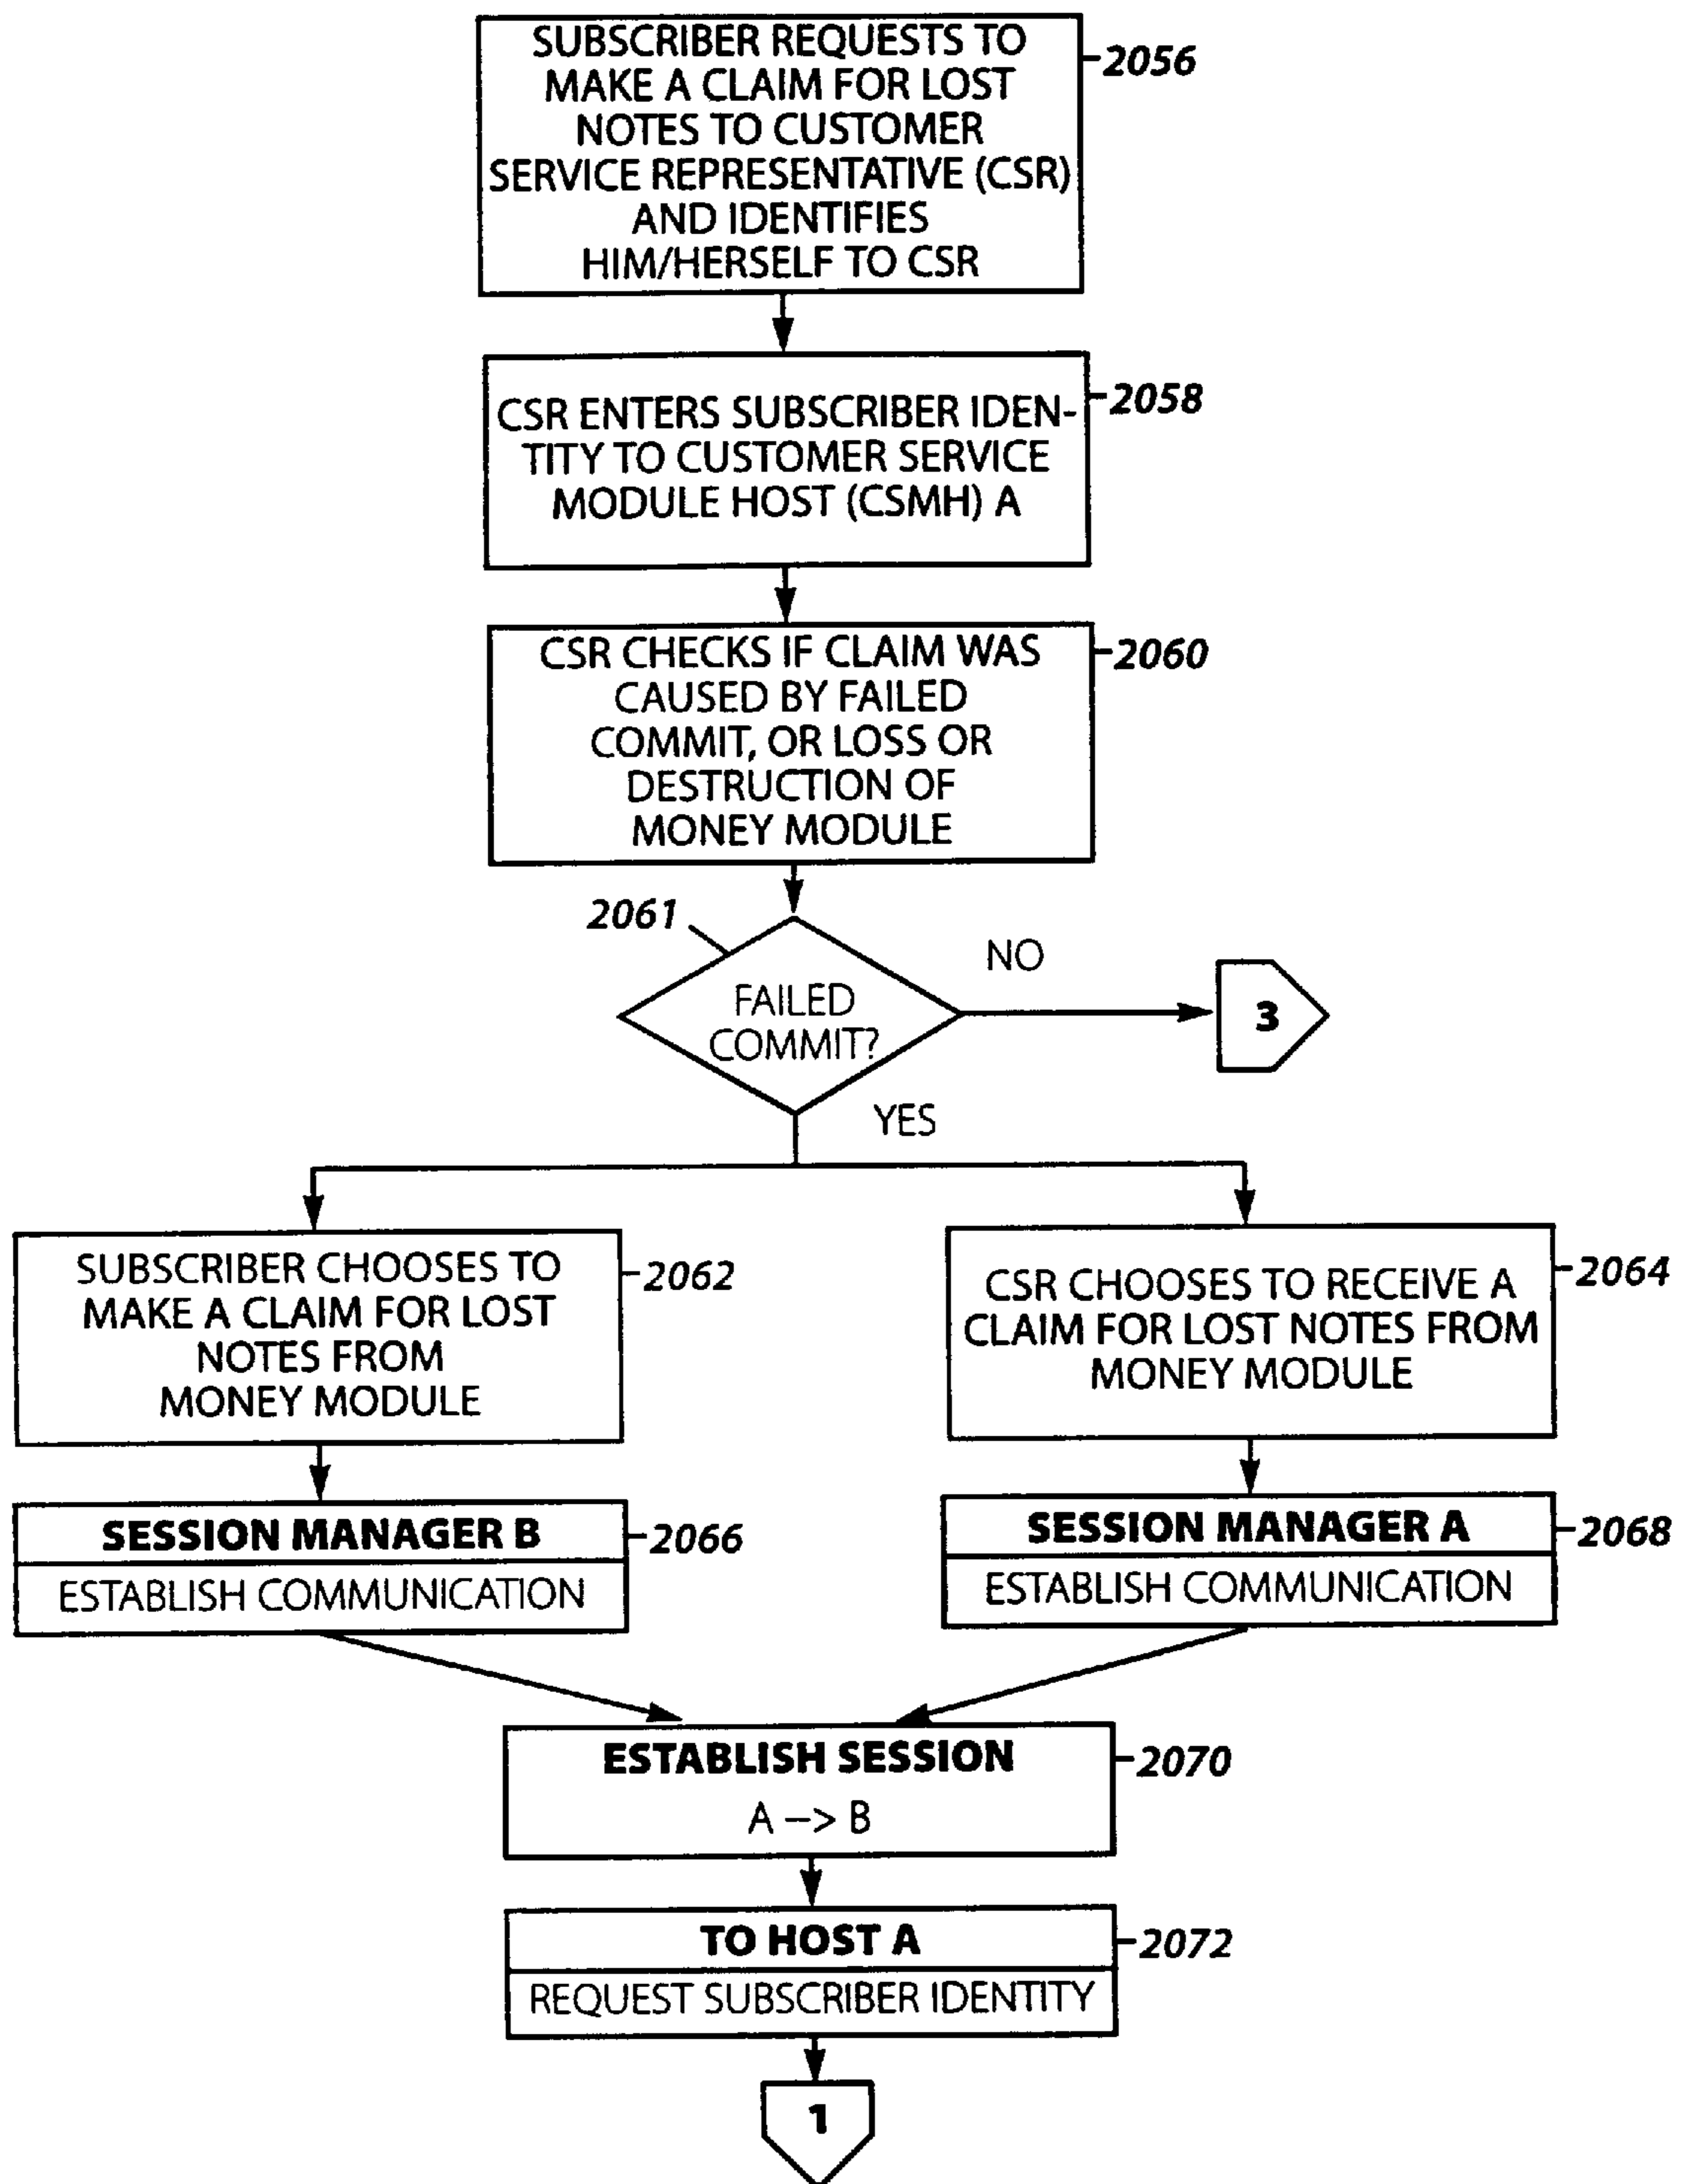 SUBSCRIBER REQUESTS TO
MAKE A CLAIM FOR LOST
NOTES TO CUSTOMER
SERVICE REPRESENTATIVE (CSR)
AND IDENTIFIES
HIM/HERSELF TO CSR
2056
CSR ENTERS SUBSCRIBER IDEN-
TITY TO CUSTOMER SERVICE
MODULE HOST (CSMH) A
2058
CSR CHECKS IF CLAIM WAS
CAUSED BY FAILED
COMMIT, OR LOSS OR
DESTRUCTION OF
MONEY MODULE
2060
2061
FAILED
COMMIT?
NO
3
YES
SUBSCRIBER CHOOSES TO
MAKE A CLAIM FOR LOST
NOTES FROM
MONEY MODULE
2062
CSR CHOOSES TO RECEIVE A
CLAIM FOR LOST NOTES FROM
MONEY MODULE
2064
SESSION MANAGER B
ESTABLISH COMMUNICATION
2066
SESSION MANAGER A
ESTABLISH COMMUNICATION
2068
ESTABLISH SESSION
A --> B
2070
TO HOST A
REQUEST SUBSCRIBER IDENTITY
2072
1